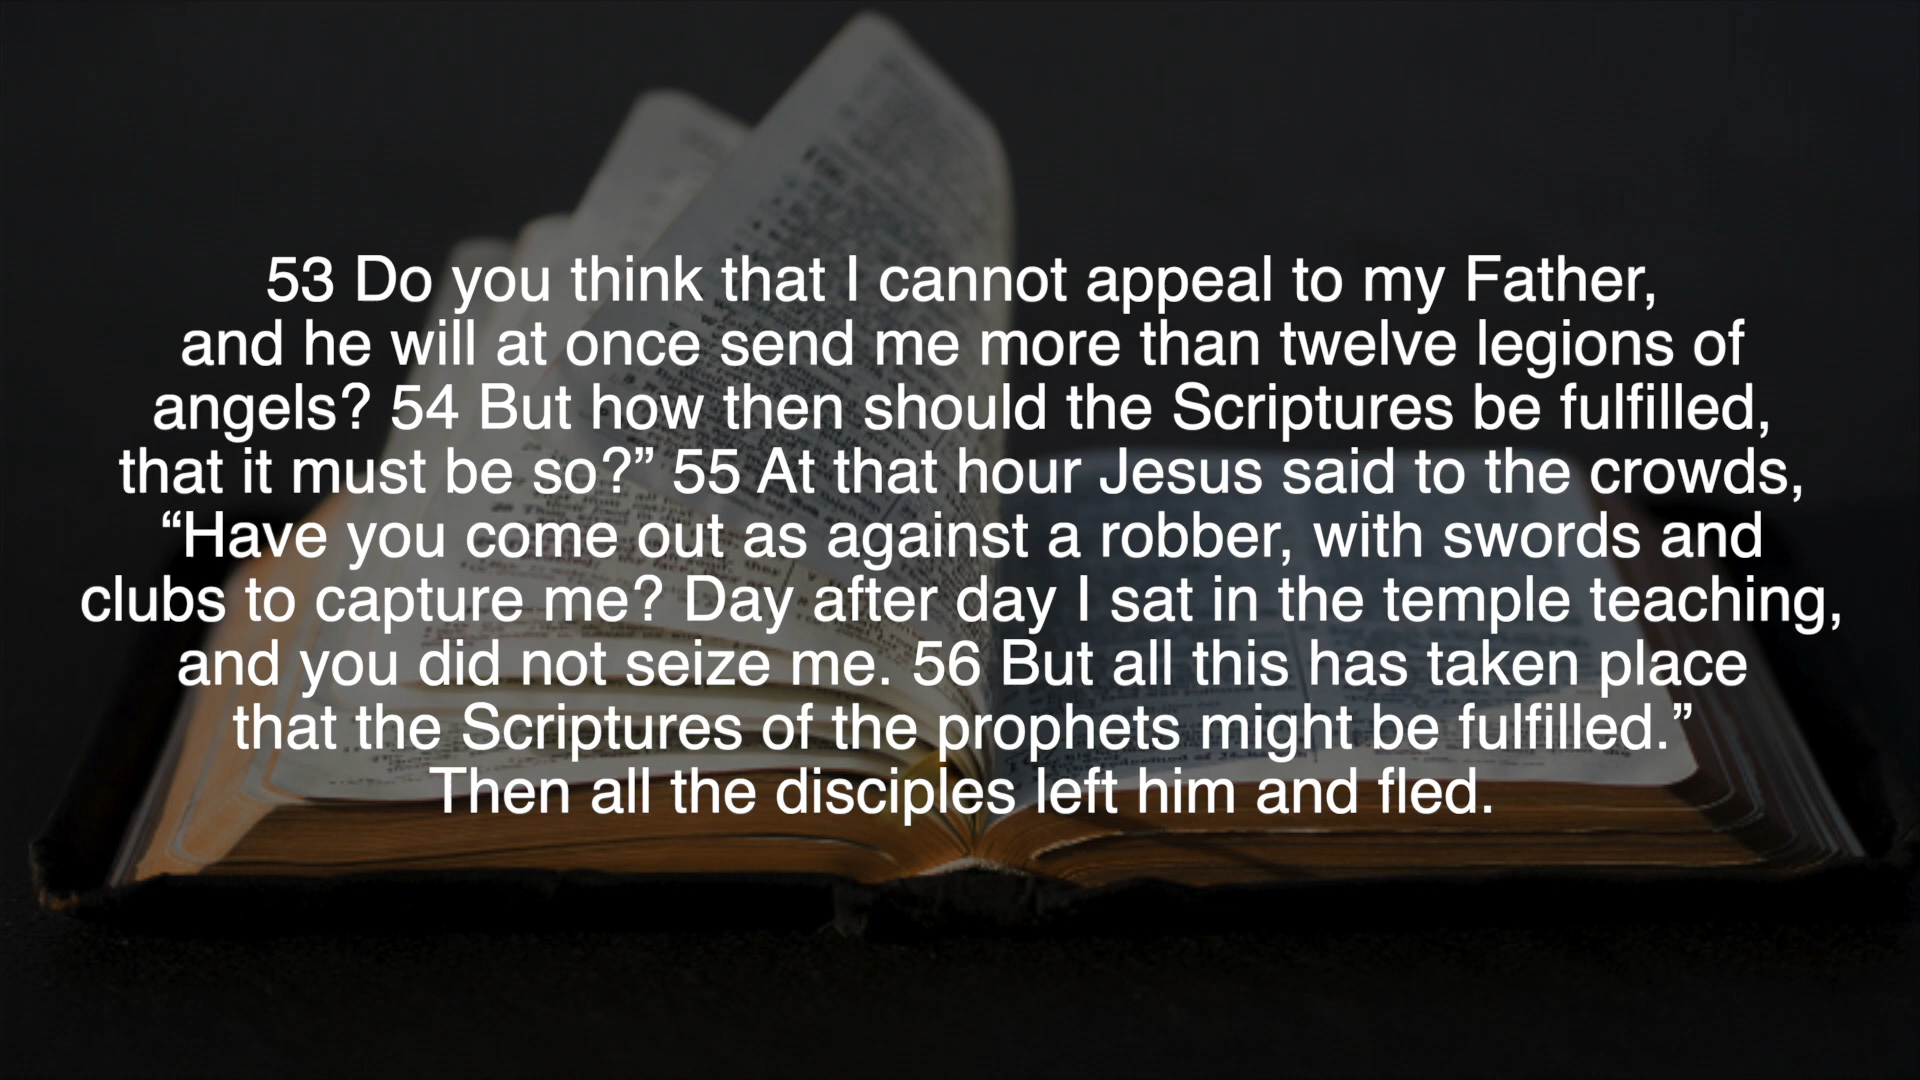 53 Do you think that I cannot appeal to my Father,
and he will at once send me more than twelve legions of
angels? 54 But how then should the Scriptures be fulfilled,
that it must be so?” 55 At that hour Jesus said to the crowds,
“Have you come out as against a robber, with swords and
clubs to capture me? Day after day I sat in the temple teaching,
and you did not seize me. 56 But all this has taken place
that the Scriptures of the prophets might be fulfilled.”
Then all the disciples left him and fled.